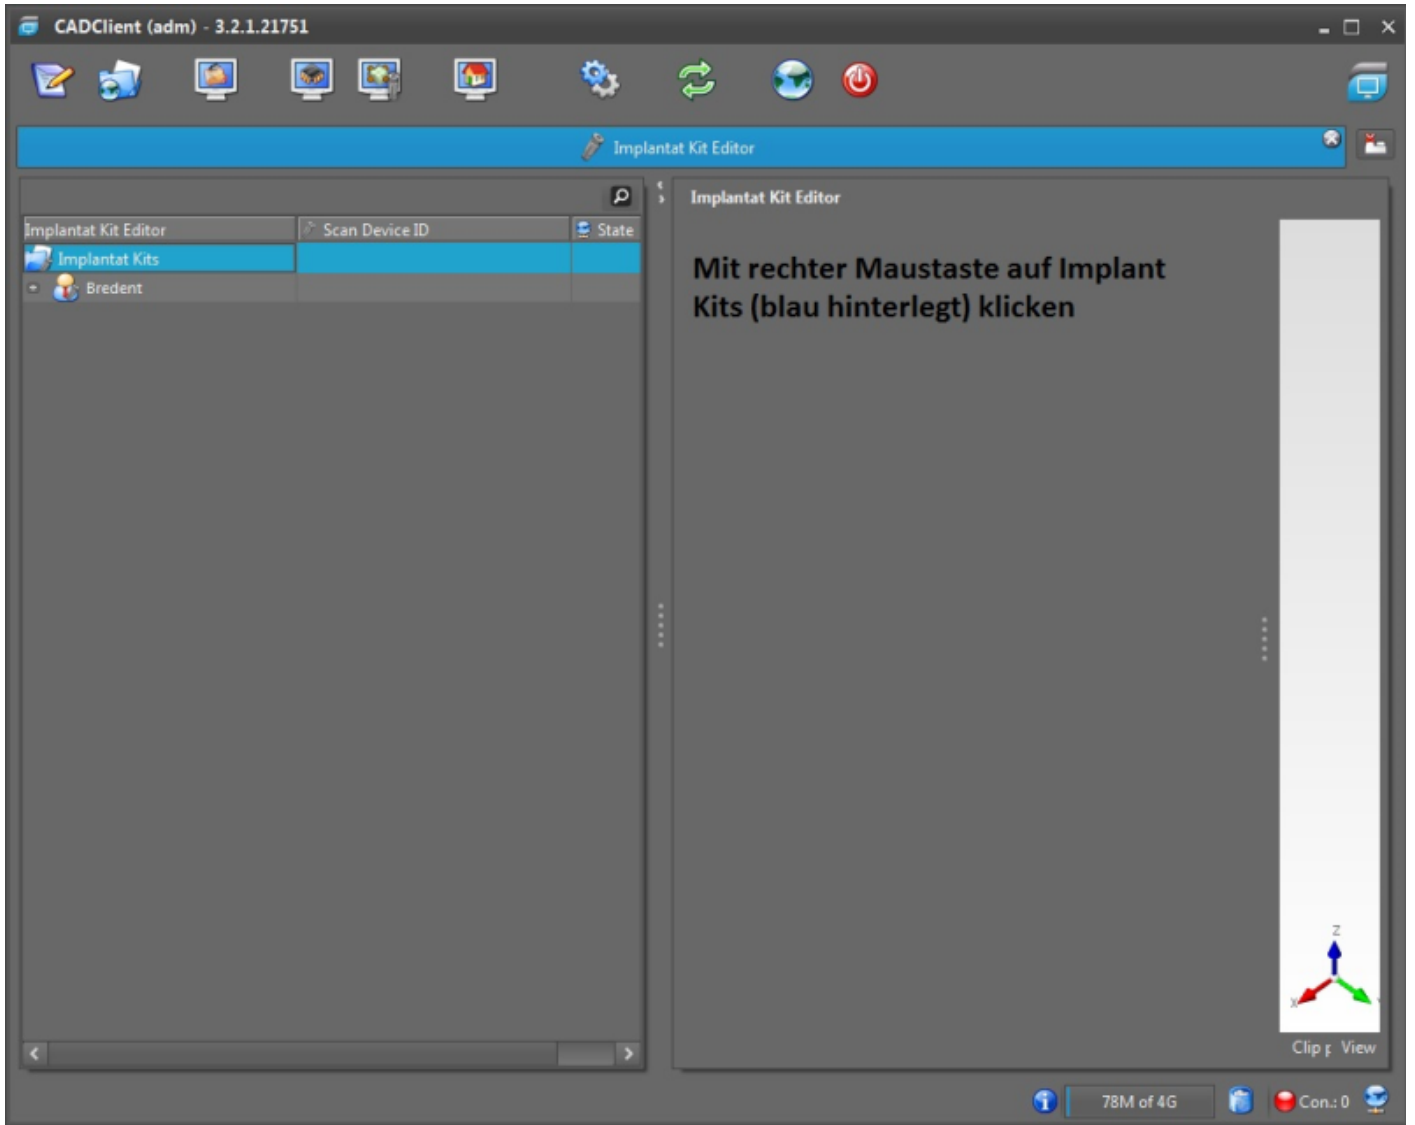 CADClient (adm) - 3.2.1.21751
Implantat Kit Editor
Implantat Kit Editor
Scan Device ID
State
Implantat Kits
Bredent
Implantat Kit Editor
Mit rechter Maustaste auf Implant
Kits (blau hinterlegt) klicken
Z
X
Clip View
78M of 4G
Con.: 0